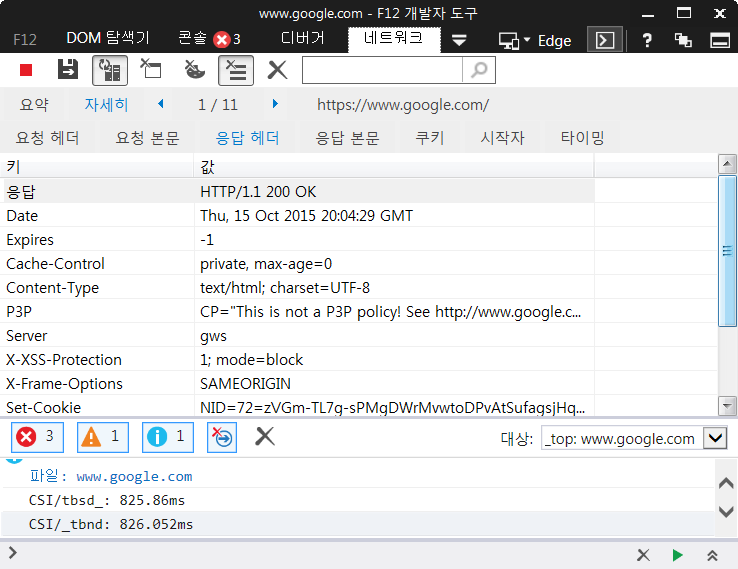 www.google.com - F12 개발자 도구
F12 DOM 탐색기 콘솔 3 디버거 네트워크 Edge ?
요약 자세히 1 / 11 https://www.google.com/
요청 헤더 요청 본문 응답 헤더 응답 본문 쿠키 시작자 타이밍
키 값
응답 HTTP/1.1 200 OK
Date Thu, 15 Oct 2015 20:04:29 GMT
Expires -1
Cache-Control private, max-age=0
Content-Type text/html; charset=UTF-8
P3P CP="This is not a P3P policy! See http://www.google.c...
Server gws
X-XSS-Protection 1; mode=block
X-Frame-Options SAMEORIGIN
Set-Cookie NID=72=zVGm-TL7g-sPMgDWrMvwtoDPvAtSufagsjHq...
3 1 1 대상: _top: www.google.com
파일: www.google.com
CSI/tbsd_: 825.86ms
CSI/_tbnd: 826.052ms